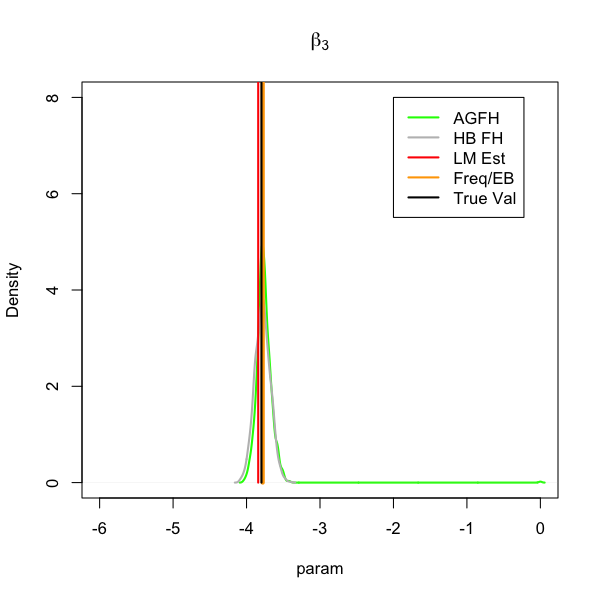 β3
Density
8
6
4
2
0
AGFH
HB FH
LM Est
Freq/EB
True Val
-6 -5 -4 -3 -2 -1 0
param